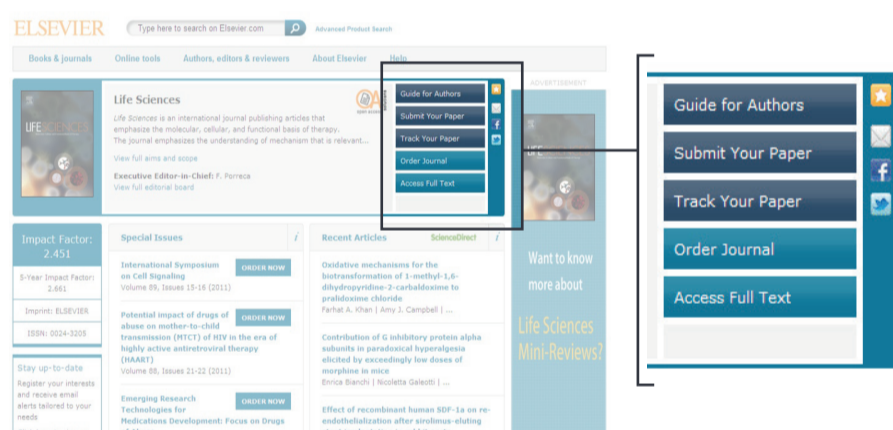 ELSEVIER
Type here to search on Elsevier.com
Advanced Product Search
Books & journals
Online tools
Authors, editors & reviewers
About Elsevier
Help
LIFE SCIENCES
Life Sciences
Life Sciences is an international journal publishing articles that
emphasize the molecular, cellular, and functional basis of therapy.
The journal emphasizes the understanding of mechanism that is relevant...
View full aims and scope
Executive Editor-in-Chief: F. Porreca
View full editorial board
OA
open access
Guide for Authors
Submit Your Paper
Track Your Paper
Order Journal
Access Full Text
ADVERTISEMENT
LIFE
Want to know
more about
Life Sciences
Mini-Reviews?
Impact Factor:
2.451
5-Year Impact Factor:
2.661
Imprint: ELSEVIER
ISSN: 0024-3205
Stay up-to-date
Register your interests
and receive email
alerts tailored to your
needs
Special Issues
i
International Symposium
on Cell Signaling
Volume 89, Issues 15-16 (2011)
ORDER NOW
Potential impact of drugs of
abuse on mother-to-child
transmission (MTCT) of HIV in the era of
highly active antiretroviral therapy
(HAART)
Volume 88, Issues 21-22 (2011)
ORDER NOW
Emerging Research
Technologies for
Medications Development: Focus on Drugs
ORDER NOW
Recent Articles
ScienceDirect
i
Oxidative mechanisms for the
biotransformation of 1-methyl-1,6-
dihydropyridine-2-carbaldoxime to
pralidoxime chloride
Farhat A. Khan | Amy J. Campbell | ...
Contribution of G inhibitory protein alpha
subunits in paradoxical hyperalgesia
elicited by exceedingly low doses of
morphine in mice
Enrica Bianchi | Nicoletta Galeotti | ...
Effect of recombinant human SDF-1α on re-
endothelialization after sirolimus-eluting
Guide for Authors
Submit Your Paper
Track Your Paper
Order Journal
Access Full Text